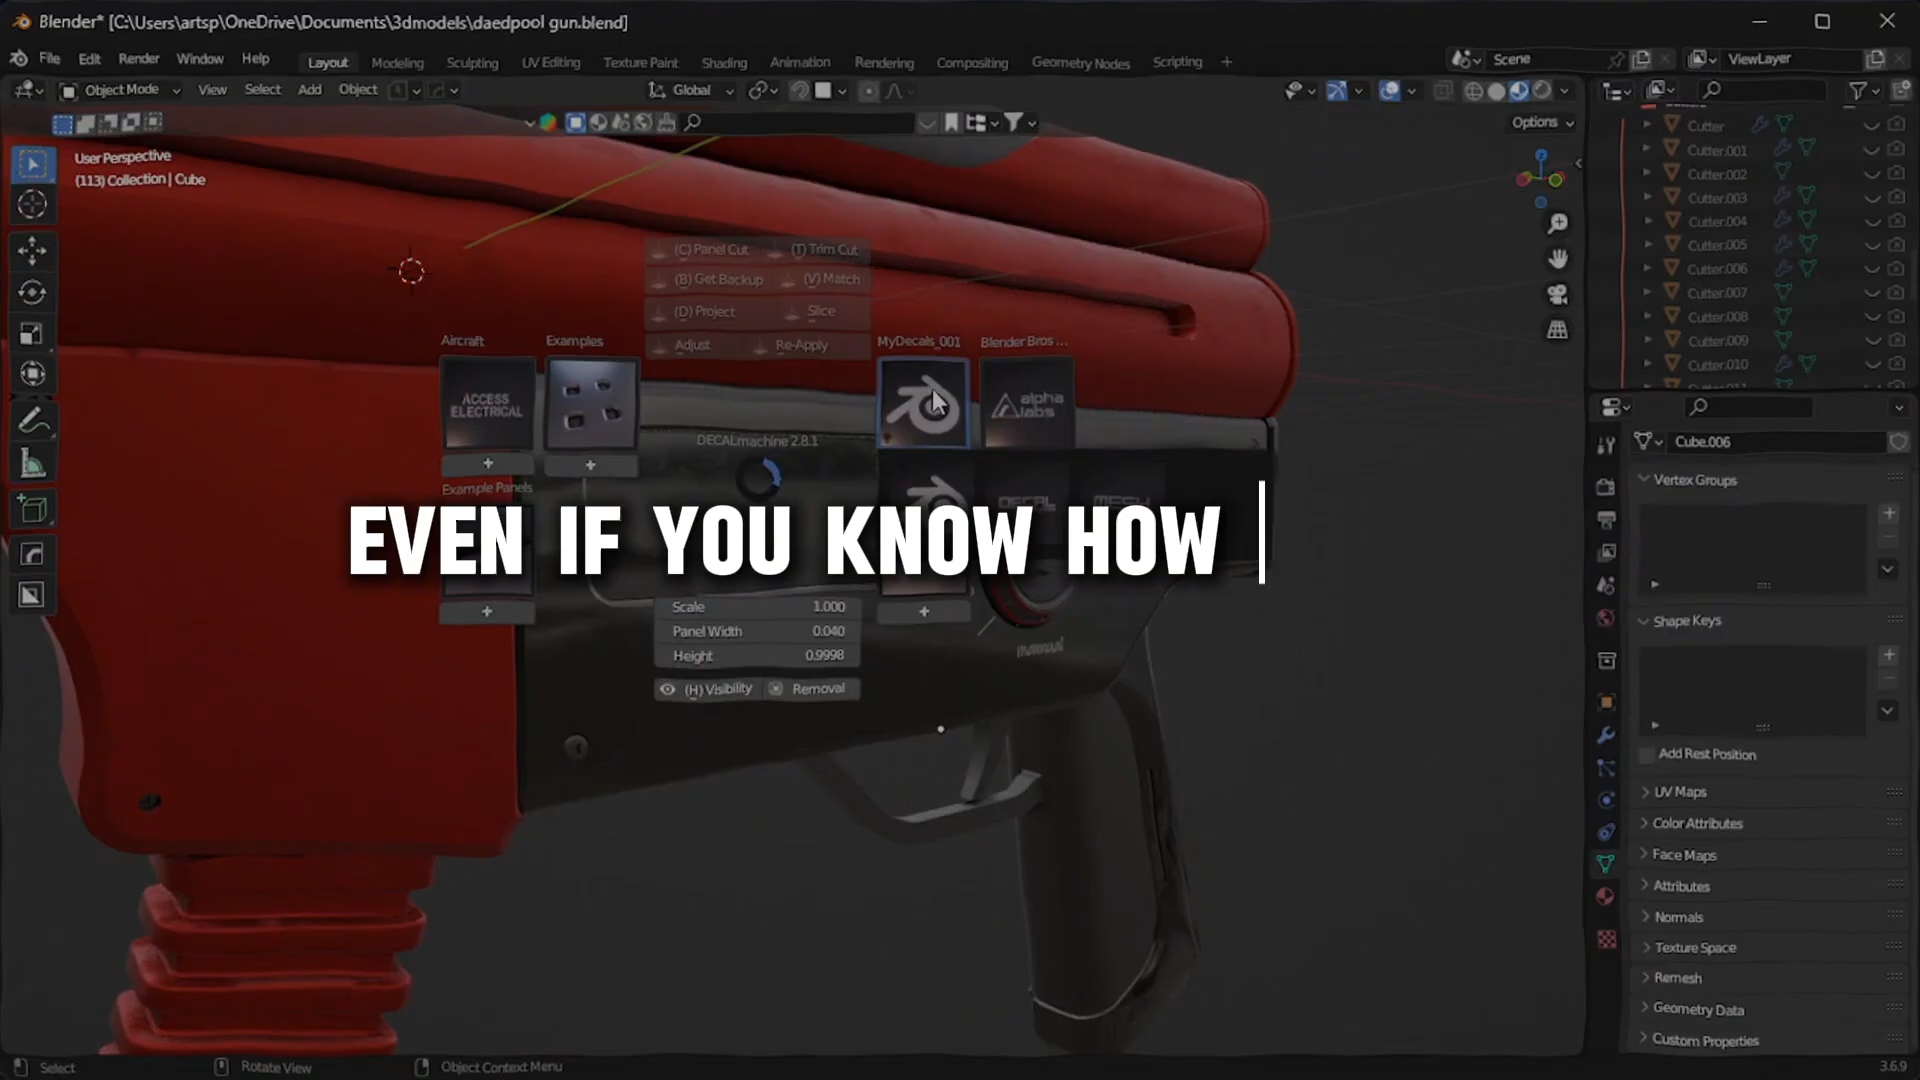 Blender* [C:\Users\artsp\OneDrive\Documents\3dmodels\daedpool gun.blend]
File Edit Render Window Help Layout Modeling Sculpting UV Editing Texture Paint Shading Animation Rendering Compositing Geometry Nodes Scripting + Scene ViewLayer
Object Mode View Select Add Object Global
Options
User Perspective
(113) Collection | Cube
Cutter
Cutter.001
Cutter.002
Cutter.003
Cutter.004
Cutter.005
Cutter.006
Cutter.007
Cutter.008
Cutter.009
Cutter.010
(C) Panel Cut (T) Trim Cut
(B) Get Backup (V) Match
(D) Project Slice
Adjust Re-Apply
Aircraft Examples MyDecals_001 Blender Bros ...
ACCESS
ELECTRICAL
alpha
labs
DECALmachine 2.8.1
Example Panels
EVEN IF YOU KNOW HOW
Scale 1.000
Panel Width 0.040
Height 0.9998
(H) Visibility Removal
manual
Cube.006
Vertex Groups
Shape Keys
Add Rest Position
UV Maps
Color Attributes
Face Maps
Attributes
Normals
Texture Space
Remesh
Geometry Data
Custom Properties
Select Rotate View Object Context Menu 3.6.9